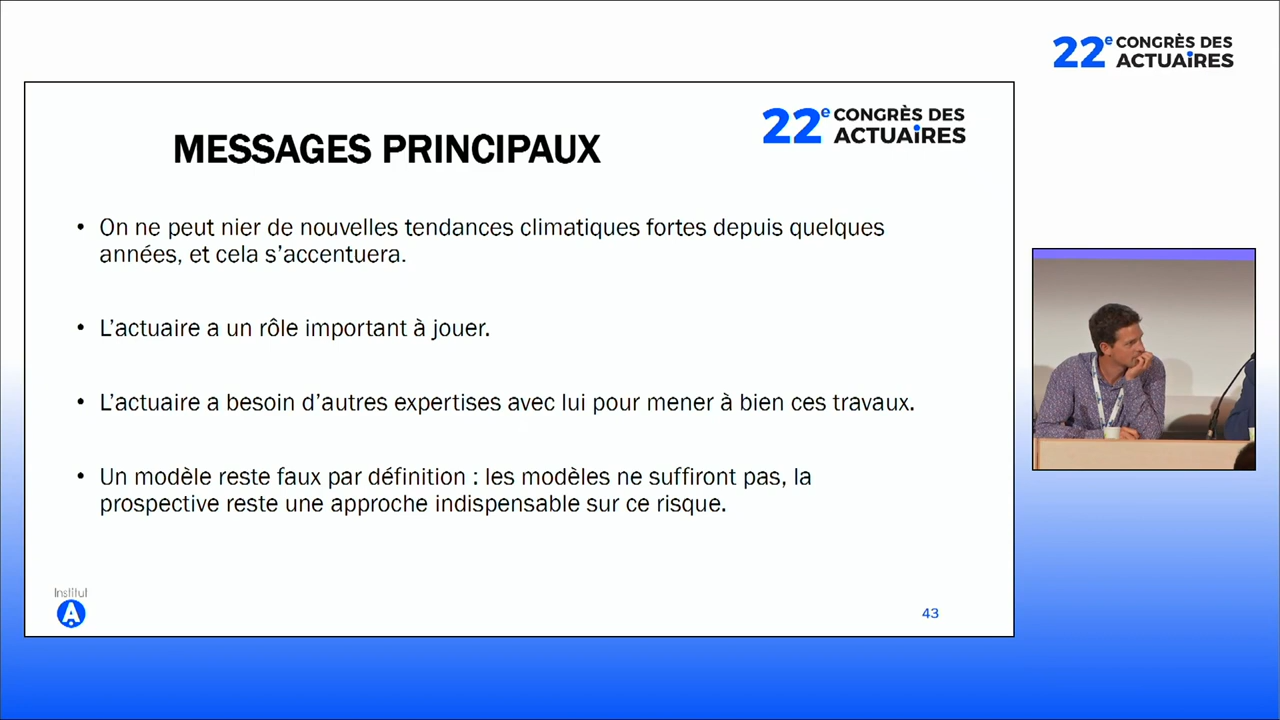 22e CONGRÈS DES
ACTUAiRES
22e CONGRÈS DES
ACTUAiRES
MESSAGES PRINCIPAUX
• On ne peut nier de nouvelles tendances climatiques fortes depuis quelques
années, et cela s’accentuera.
• L’actuaire a un rôle important à jouer.
• L’actuaire a besoin d’autres expertises avec lui pour mener à bien ces travaux.
• Un modèle reste faux par définition : les modèles ne suffiront pas, la
prospective reste une approche indispensable sur ce risque.
Institut
A
43